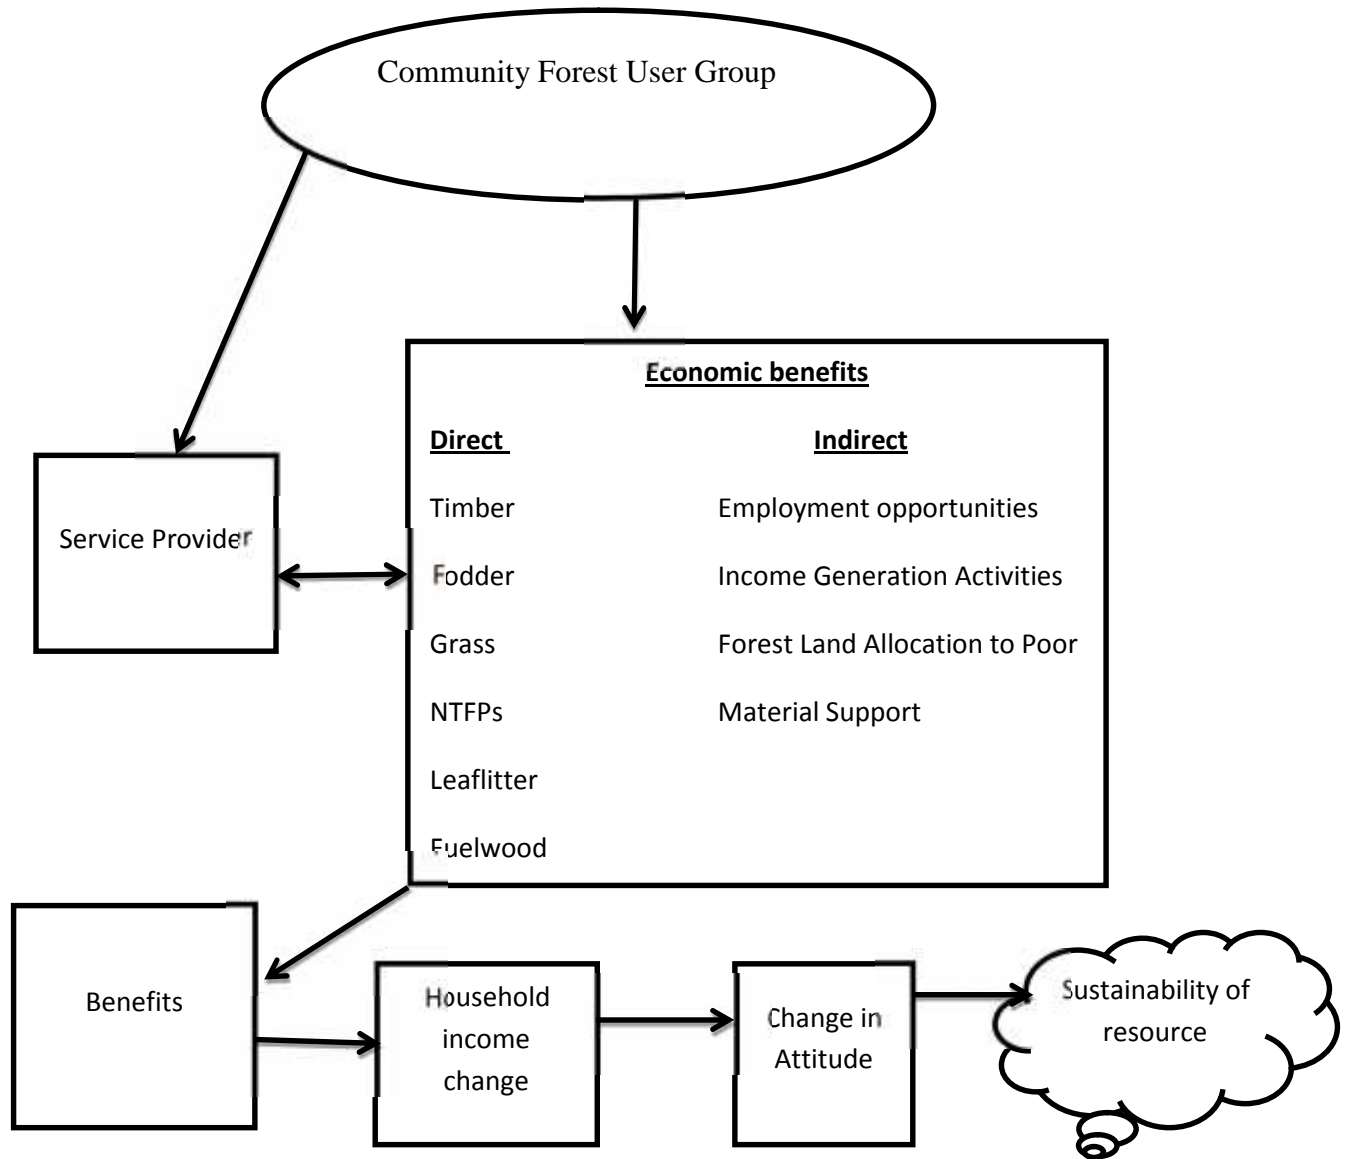 Community Forest User Group
Economic benefits
Direct Indirect
Timber Employment opportunities
Service Provider
Fodder Income Generation Activities
Grass Forest Land Allocation to Poor
NTFPs Material Support
Leaflitter
Fuelwood
Benefits
Household
income
change
Change in
Attitude
Sustainability of
resource